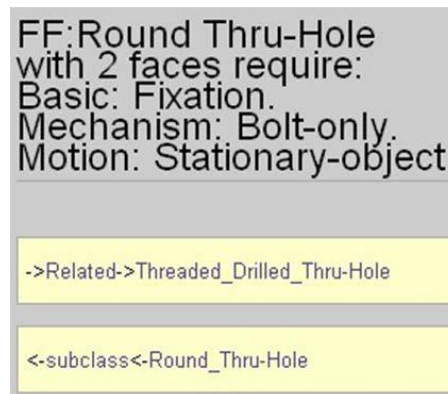 FF:Round Thru-Hole
with 2 faces require:
Basic: Fixation.
Mechanism: Bolt-only.
Motion: Stationary-object
->Related->Threaded_Drilled_Thru-Hole
<-subclass<-Round_Thru-Hole